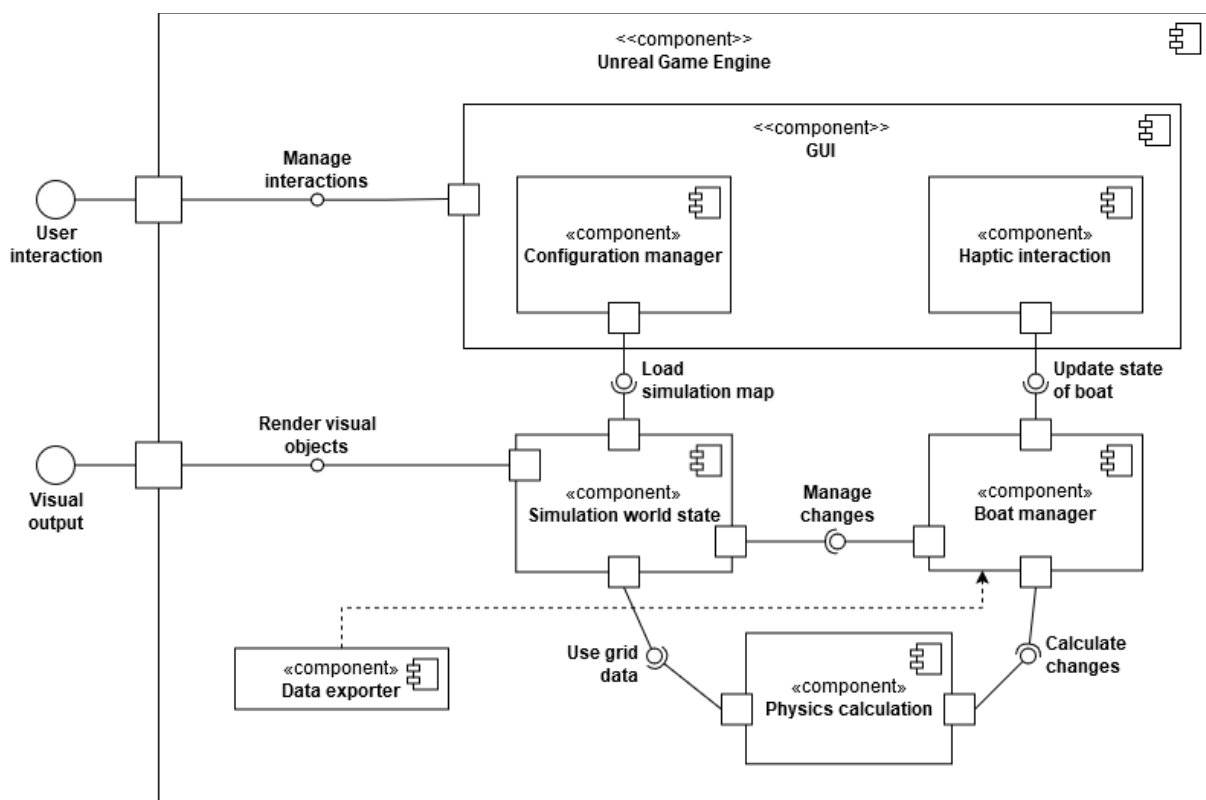 <<component>>
Unreal Game Engine
<<component>>
GUI
Manage
interactions
User
interaction
«component»
Configuration manager
«component»
Haptic interaction
Load
simulation map
Update state
of boat
Render visual
objects
Visual
output
«component»
Simulation world state
Manage
changes
«component»
Boat manager
Use grid
data
Calculate
changes
«component»
Data exporter
«component»
Physics calculation